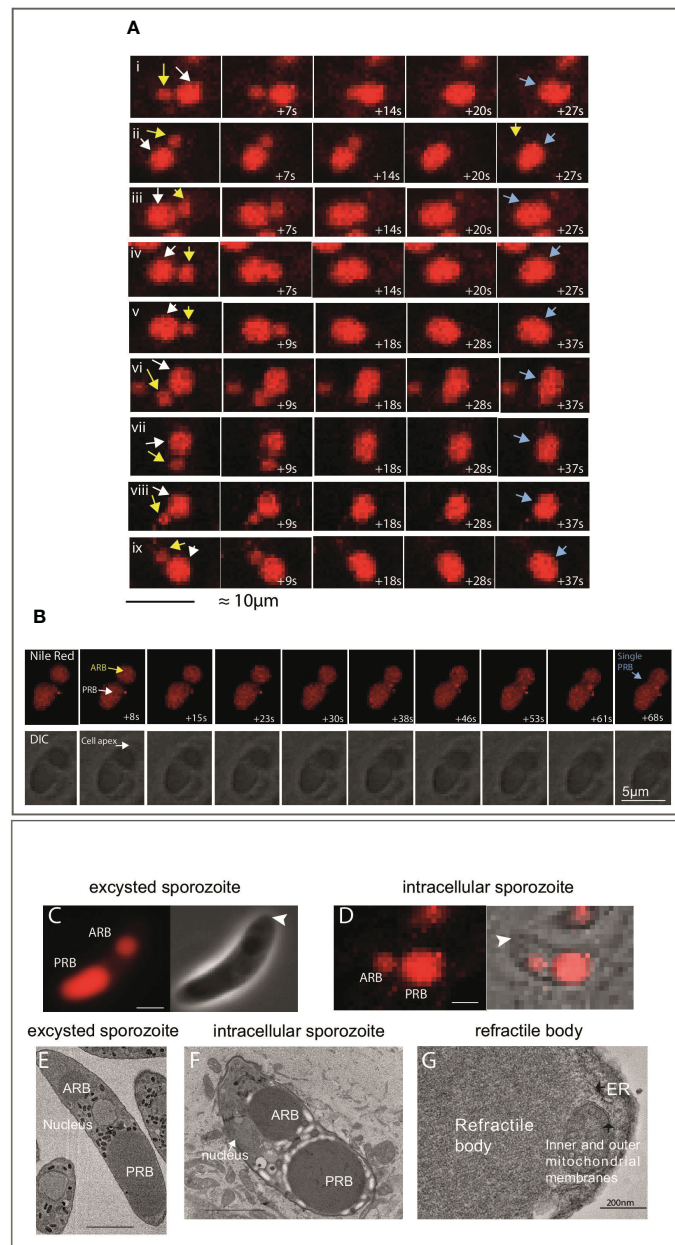 A
i
+7s +14s +20s +27s
ii
+7s +14s +20s +27s
iii
+7s +14s +20s +27s
iv
+7s +14s +20s +27s
v
+9s +18s +28s +37s
vi
+9s +18s +28s +37s
vii
+9s +18s +28s +37s
viii
+9s +18s +28s +37s
ix
+9s +18s +28s +37s
≈ 10µm
B
Nile Red ARB Single
PRB PRB
+8s +15s +23s +30s +38s +46s +53s +61s +68s
DIC Cell apex
5µm
excysted sporozoite intracellular sporozoite
C D
ARB
PRB
ARB
PRB
excysted sporozoite intracellular sporozoite refractile body
E F G
ARB
Nucleus
PRB
ARB
nucleus
PRB
ER
Refractile
body
Inner and outer
mitochondrial
membranes
200nm